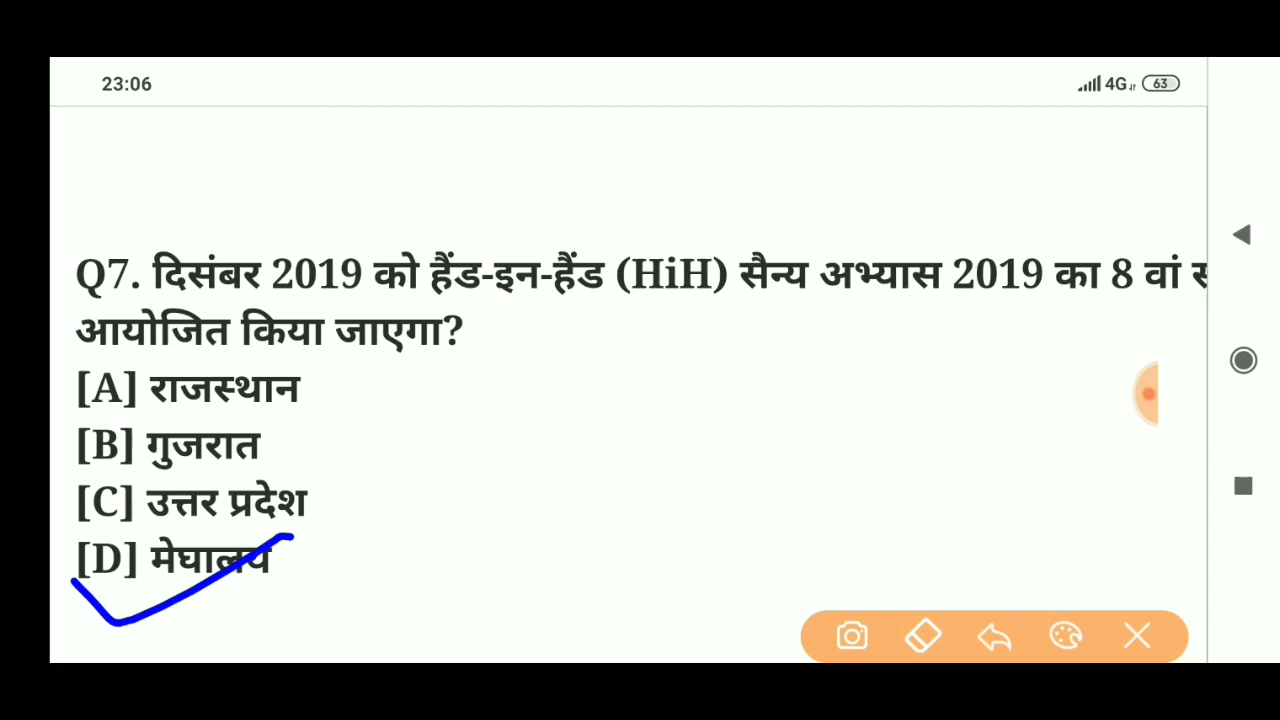 23:06
4G 63
Q7. दिसंबर 2019 को हैंड-इन-हैंड (HiH) सैन्य अभ्यास 2019 का 8 वां
आयोजित किया जाएगा?
[A] राजस्थान
[B] गुजरात
[C] उत्तर प्रदेश
[D] मेघालय